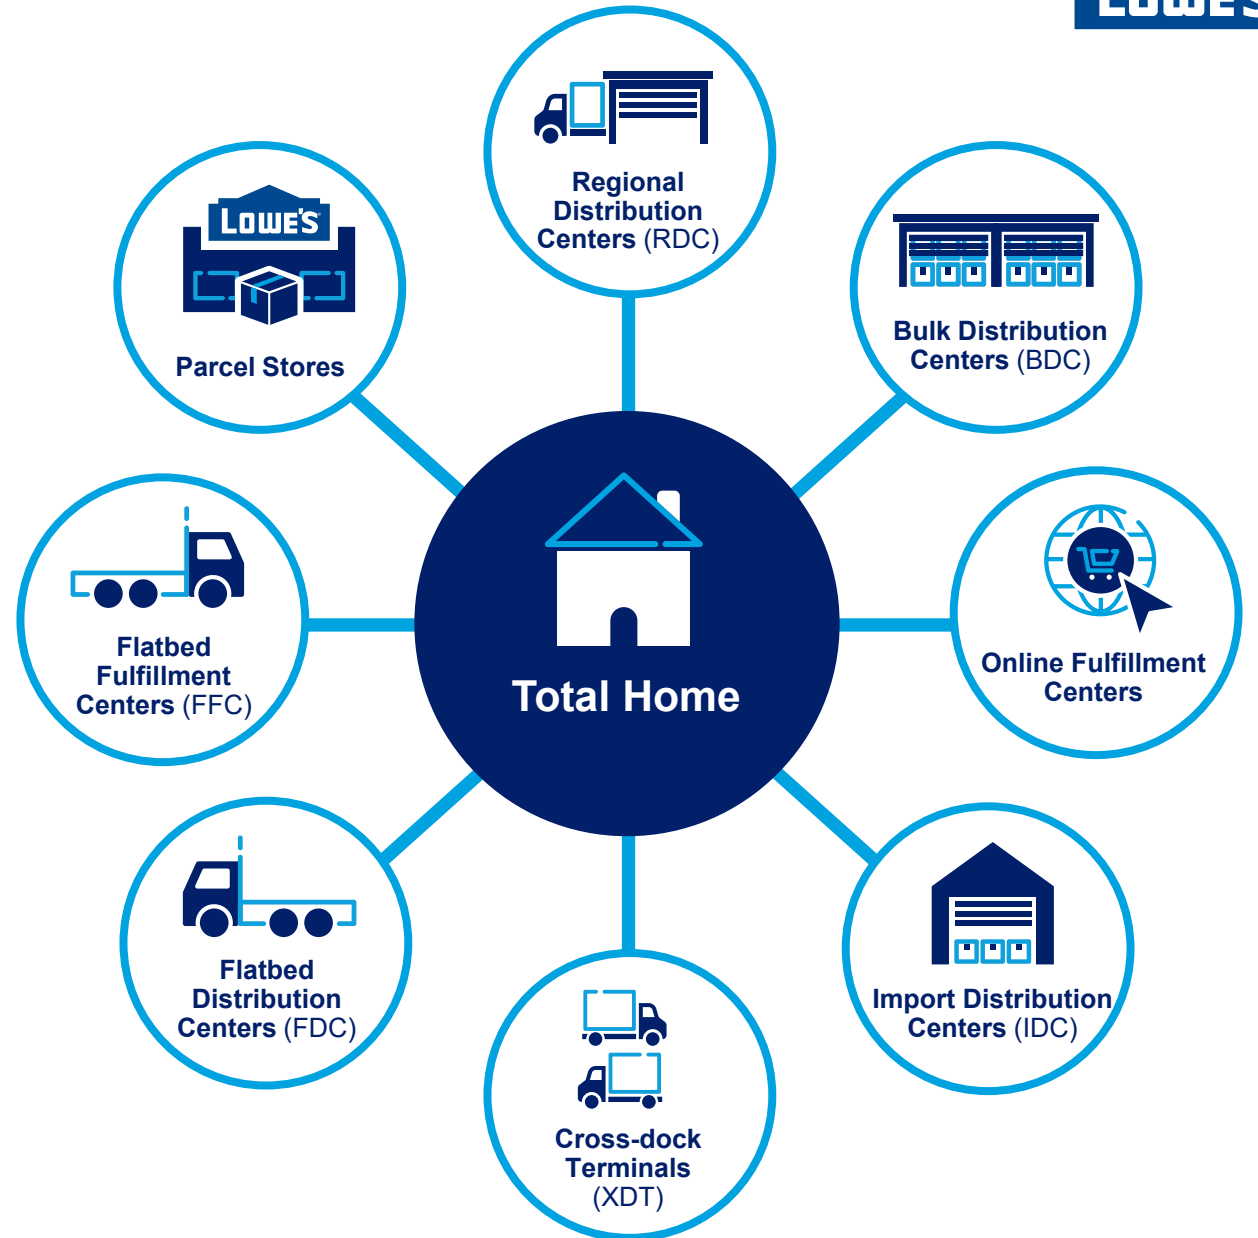 LOWE'S
Regional
Distribution
Centers (RDC)
LOWE'S
Parcel Stores
Bulk Distribution
Centers (BDC)
Flatbed
Fulfillment
Centers (FFC)
Total Home
Online Fulfillment
Centers
Flatbed
Distribution
Centers (FDC)
Import Distribution
Centers (IDC)
Cross-dock
Terminals
(XDT)